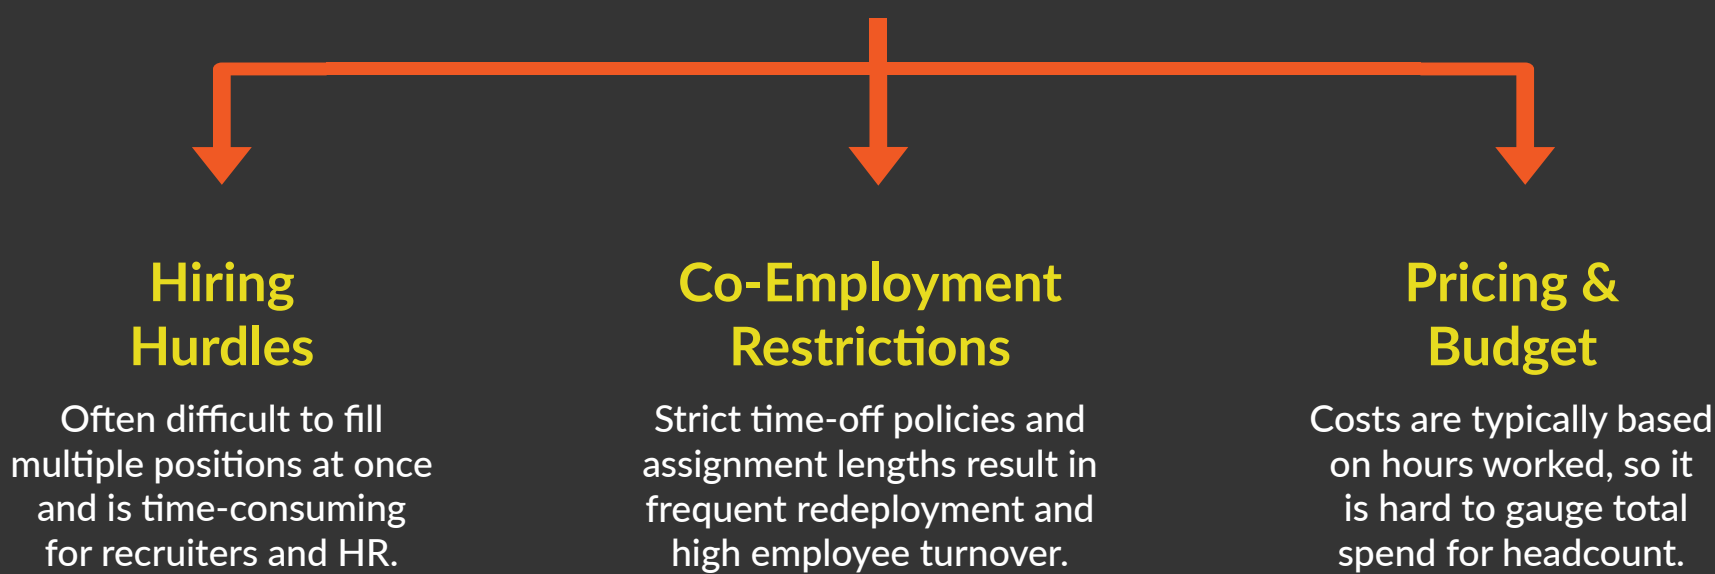 Hiring
Hurdles
Often difficult to fill
multiple positions at once
and is time-consuming
for recruiters and HR.
Co-Employment
Restrictions
Strict time-off policies and
assignment lengths result in
frequent redeployment and
high employee turnover.
Pricing &
Budget
Costs are typically based
on hours worked, so it
is hard to gauge total
spend for headcount.